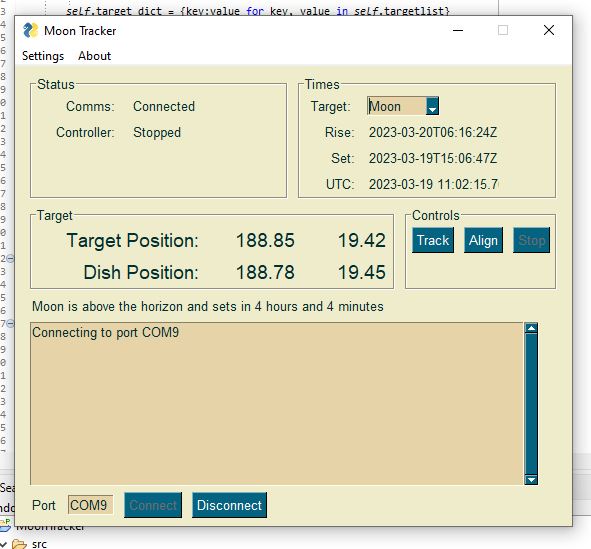 self.target_dict = {key:value for key, value in self.targetlist}
Moon Tracker
Settings About
Status
Comms: Connected
Controller: Stopped
Times
Target: Moon
Rise: 2023-03-20T06:16:24Z
Set: 2023-03-19T15:06:47Z
UTC: 2023-03-19 11:02:15.7
Target
Target Position: 188.85 19.42
Dish Position: 188.78 19.45
Controls
Track Align Stop
Moon is above the horizon and sets in 4 hours and 4 minutes
Connecting to port COM9
Port COM9 Connect Disconnect
MoonTracker
src